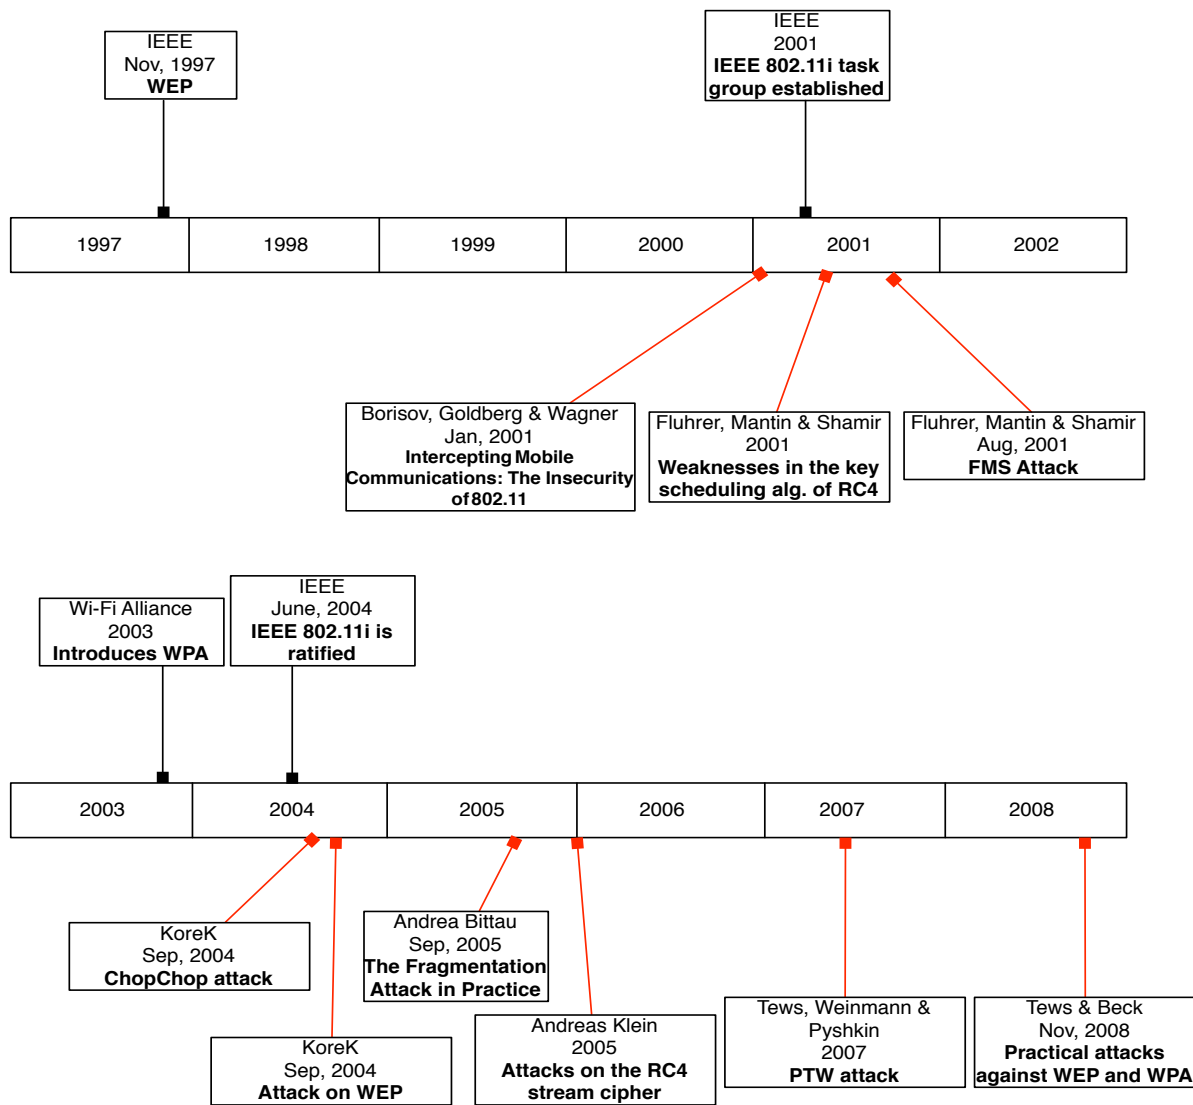 IEEE
Nov, 1997
WEP
IEEE
2001
IEEE 802.11i task
group established
1997
1998
1999
2000
2001
2002
Borisov, Goldberg & Wagner
Jan, 2001
Intercepting Mobile
Communications: The Insecurity
of 802.11
Fluhrer, Mantin & Shamir
2001
Weaknesses in the key
scheduling alg. of RC4
Fluhrer, Mantin & Shamir
Aug, 2001
FMS Attack
Wi-Fi Alliance
2003
Introduces WPA
IEEE
June, 2004
IEEE 802.11i is
ratified
2003
2004
2005
2006
2007
2008
KoreK
Sep, 2004
ChopChop attack
KoreK
Sep, 2004
Attack on WEP
Andrea Bittau
Sep, 2005
The Fragmentation
Attack in Practice
Andreas Klein
2005
Attacks on the RC4
stream cipher
Tews, Weinmann &
Pyshkin
2007
PTW attack
Tews & Beck
Nov, 2008
Practical attacks
against WEP and WPA